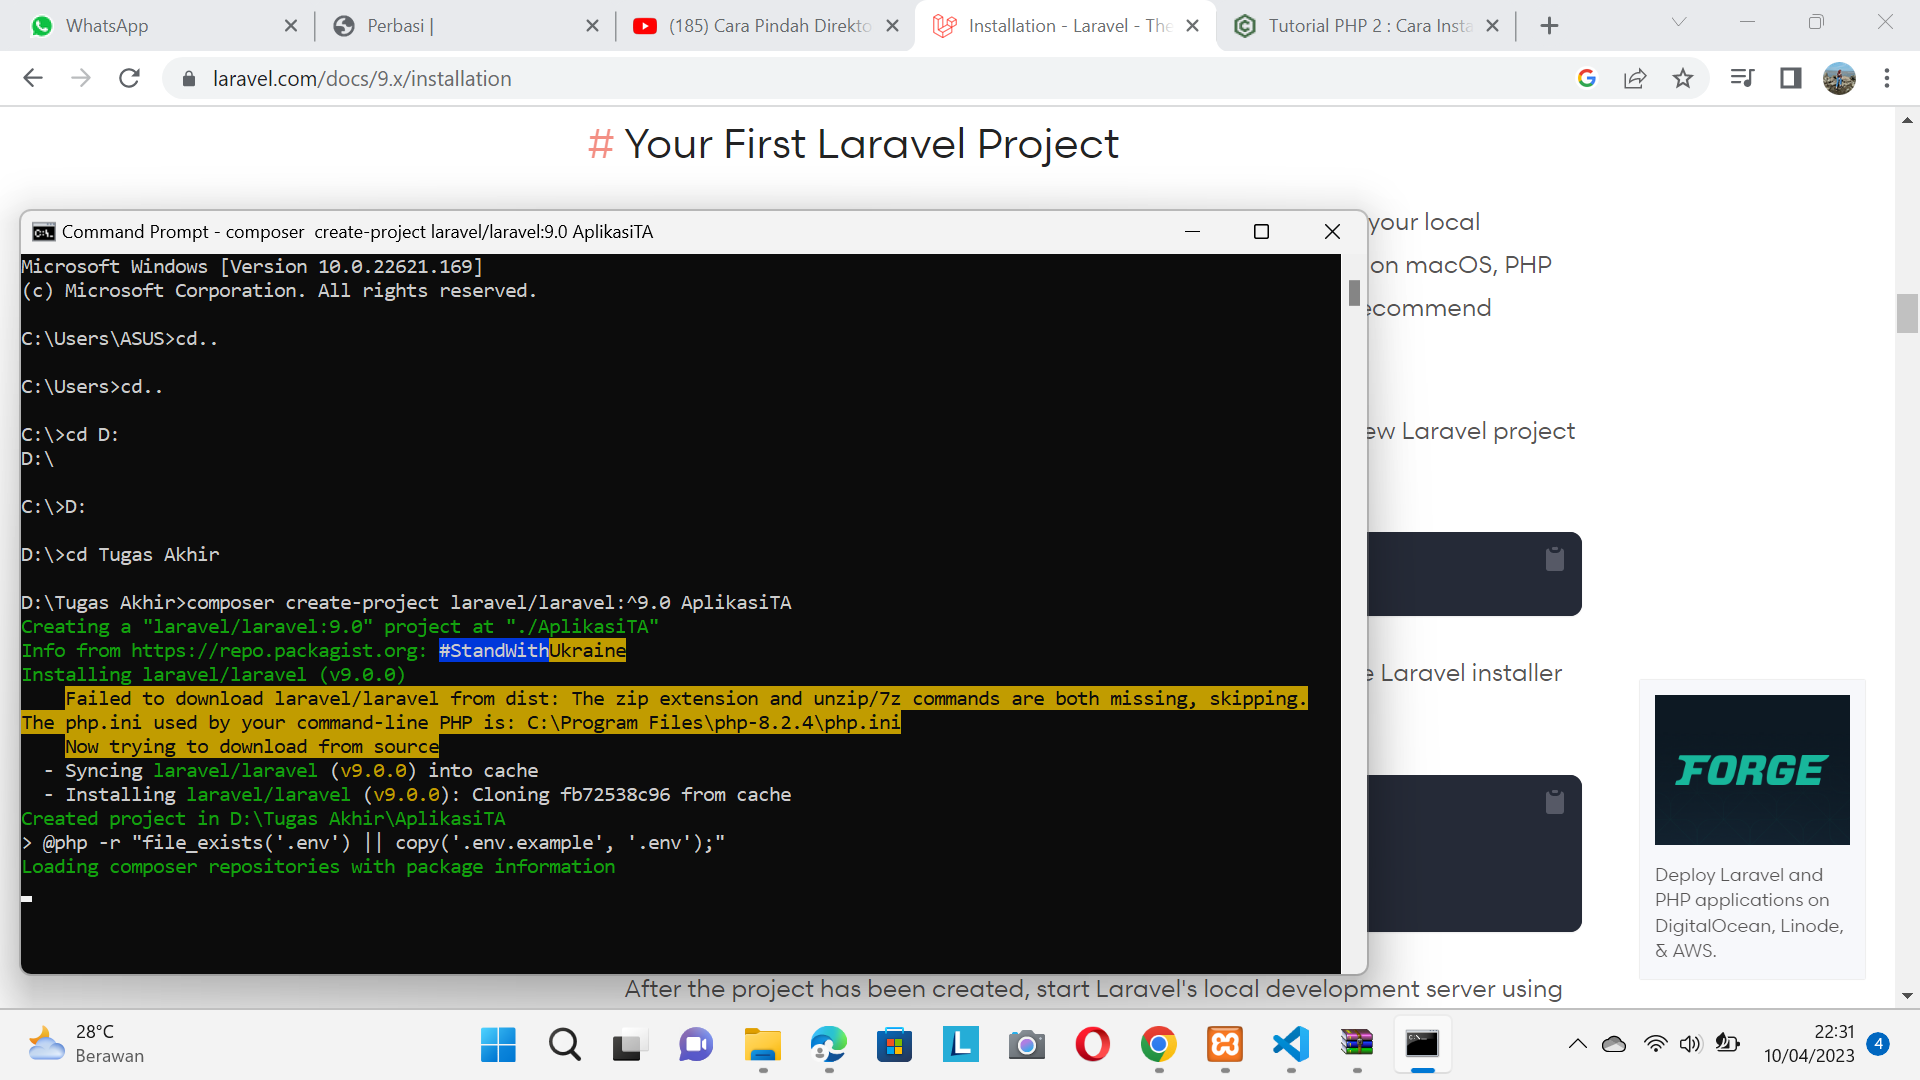 WhatsApp
Perbasi |
(185) Cara Pindah Direkto
Installation - Laravel - The
Tutorial PHP 2 : Cara Insta
laravel.com/docs/9.x/installation
# Your First Laravel Project
your local
on macOS, PHP
ecommend
ew Laravel project
e Laravel installer
Command Prompt - composer  create-project laravel/laravel:9.0 AplikasiTA
Microsoft Windows [Version 10.0.22621.169]
(c) Microsoft Corporation. All rights reserved.
C:\Users\ASUS>cd..
C:\Users>cd..
C:\>cd D:
D:\
C:\>D:
D:\>cd Tugas Akhir
D:\Tugas Akhir>composer create-project laravel/laravel:^9.0 AplikasiTA
Creating a "laravel/laravel:9.0" project at "./AplikasiTA"
Info from https://repo.packagist.org: #StandWithUkraine
Installing laravel/laravel (v9.0.0)
    Failed to download laravel/laravel from dist: The zip extension and unzip/7z commands are both missing, skipping.
The php.ini used by your command-line PHP is: C:\Program Files\php-8.2.4\php.ini
    Now trying to download from source
  - Syncing laravel/laravel (v9.0.0) into cache
  - Installing laravel/laravel (v9.0.0): Cloning fb72538c96 from cache
Created project in D:\Tugas Akhir\AplikasiTA
> @php -r "file_exists('.env') || copy('.env.example', '.env');"
Loading composer repositories with package information
FORGE
Deploy Laravel and
PHP applications on
DigitalOcean, Linode,
& AWS.
After the project has been created, start Laravel's local development server using
28°C
Berawan
22:31
10/04/2023
4